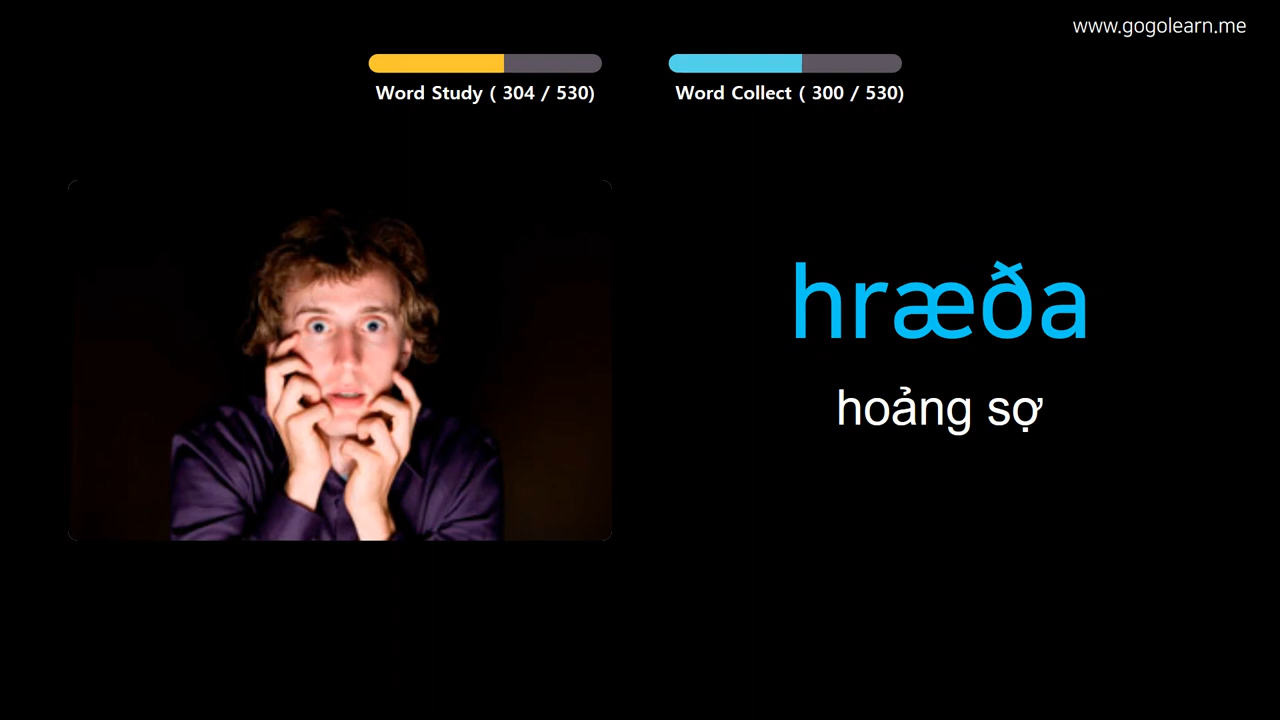 www.gogolearn.me
Word Study ( 304 / 530)
Word Collect ( 300 / 530)
hræða
hoảng sợ